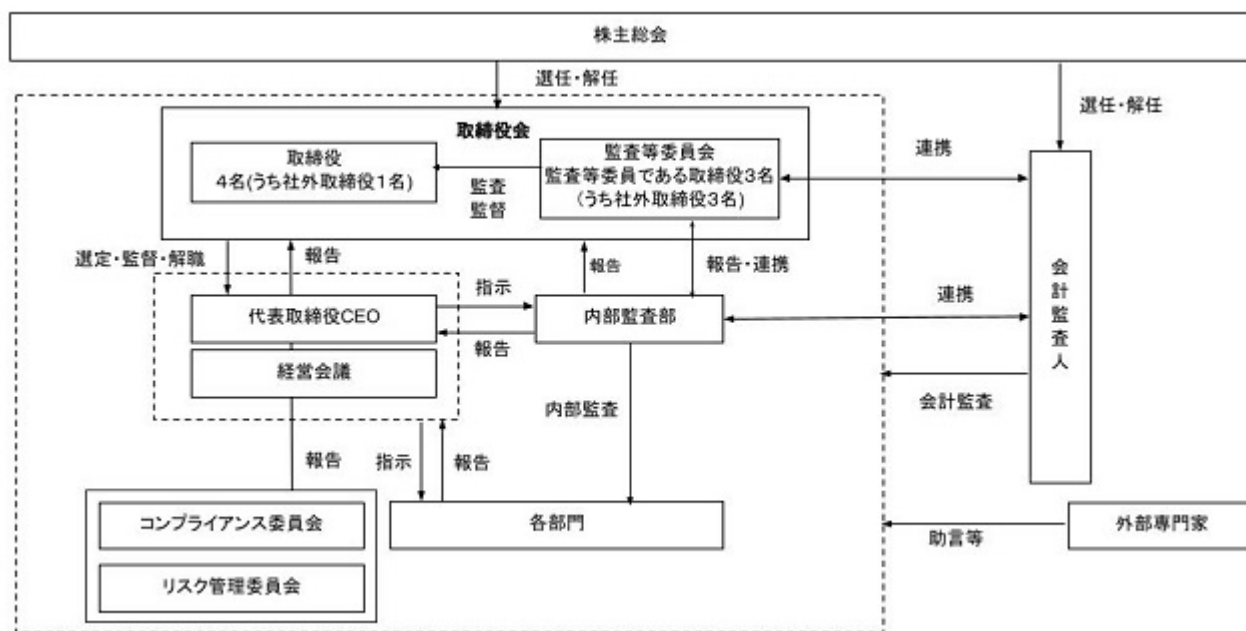 株主総会
選任・解任
選任・解任
取締役会
取締役
4名(うち社外取締役1名)
監査
監督
監査等委員会
監査等委員である取締役3名
(うち社外取締役3名)
連携
選定・監督・解職
報告
報告
報告・連携
代表取締役CEO
指示
報告
内部監査部
連携
会計監査人
経営会議
内部監査
会計監査
報告
指示
報告
コンプライアンス委員会
リスク管理委員会
各部門
助言等
外部専門家